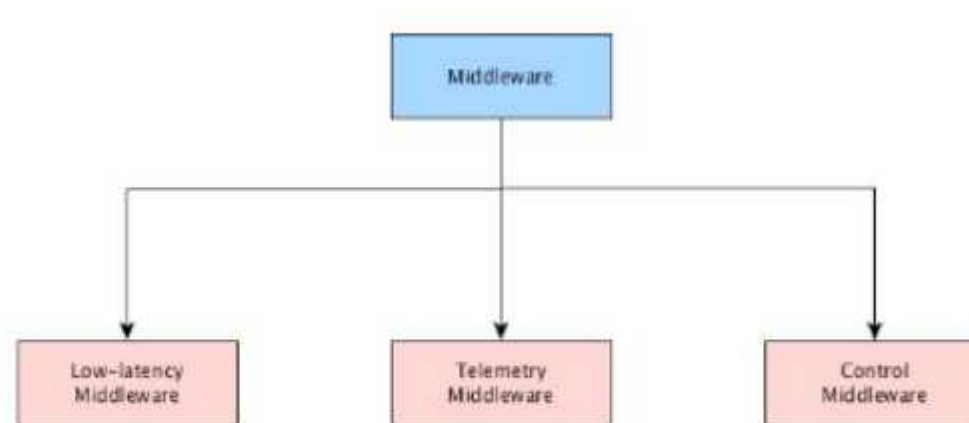 Middleware
Low-latency
Middleware
Telemetry
Middleware
Control
Middleware